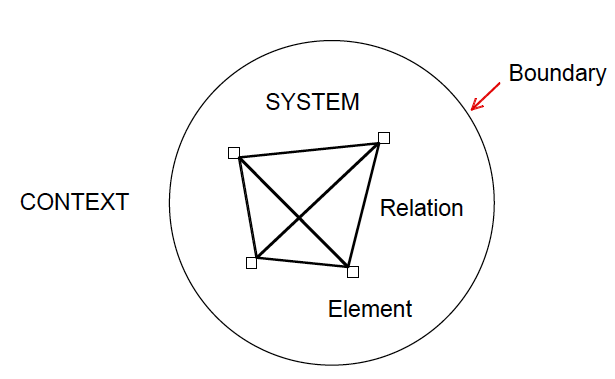 Boundary
SYSTEM
CONTEXT
Relation
Element